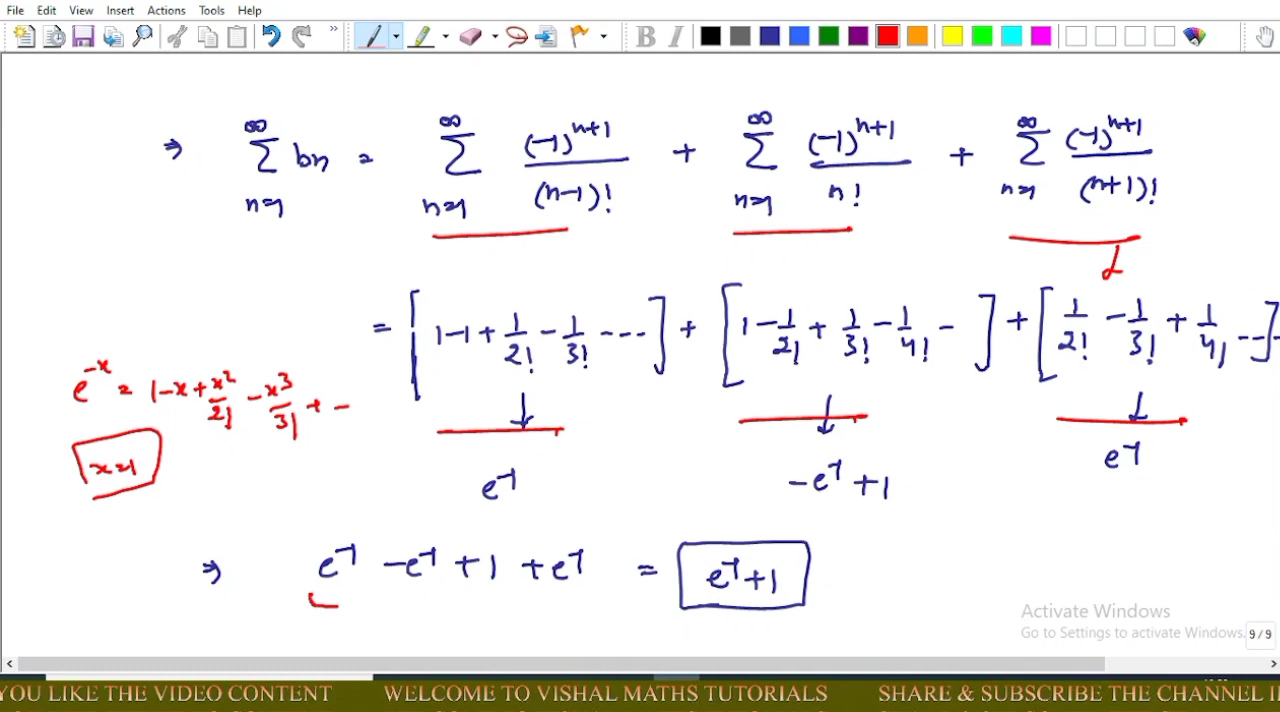 File Edit View Insert Actions Tools Help
⇒ ∞ Σ n=1 bn = ∞ Σ n=1 (-1)^{n+1} / (n-1)! + ∞ Σ n=1 (-1)^{n+1} / n! + ∞ Σ n=1 (-1)^{n+1} / (n+1)!
= [1-1+1/2!-1/3!---] + [1-1/2!+1/3!-1/4!-] + [1/2!-1/3!+1/4!---]
e^{-x} = 1-x+x²/2!-x³/3!+-
x=1
e^{-1} -e^{-1}+1 e^{-1}
⇒ e^{-1} -e^{-1} +1 +e^{-1} = e^{-1}+1
Activate Windows
Go to Settings to activate Windows.
9/9
YOU LIKE THE VIDEO CONTENT WELCOME TO VISHAL MATHS TUTORIALS SHARE & SUBSCRIBE THE CHANNEL